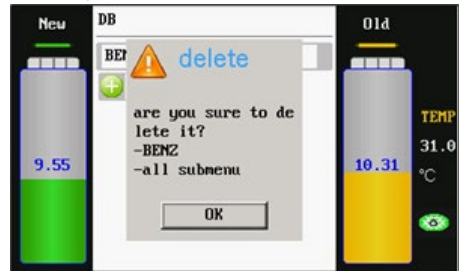 New
DB
Old
BEN
delete
are you sure to de
lete it?
-BENZ
-all submenu
OK
9.55
10.31
TEMP
31.0
°C